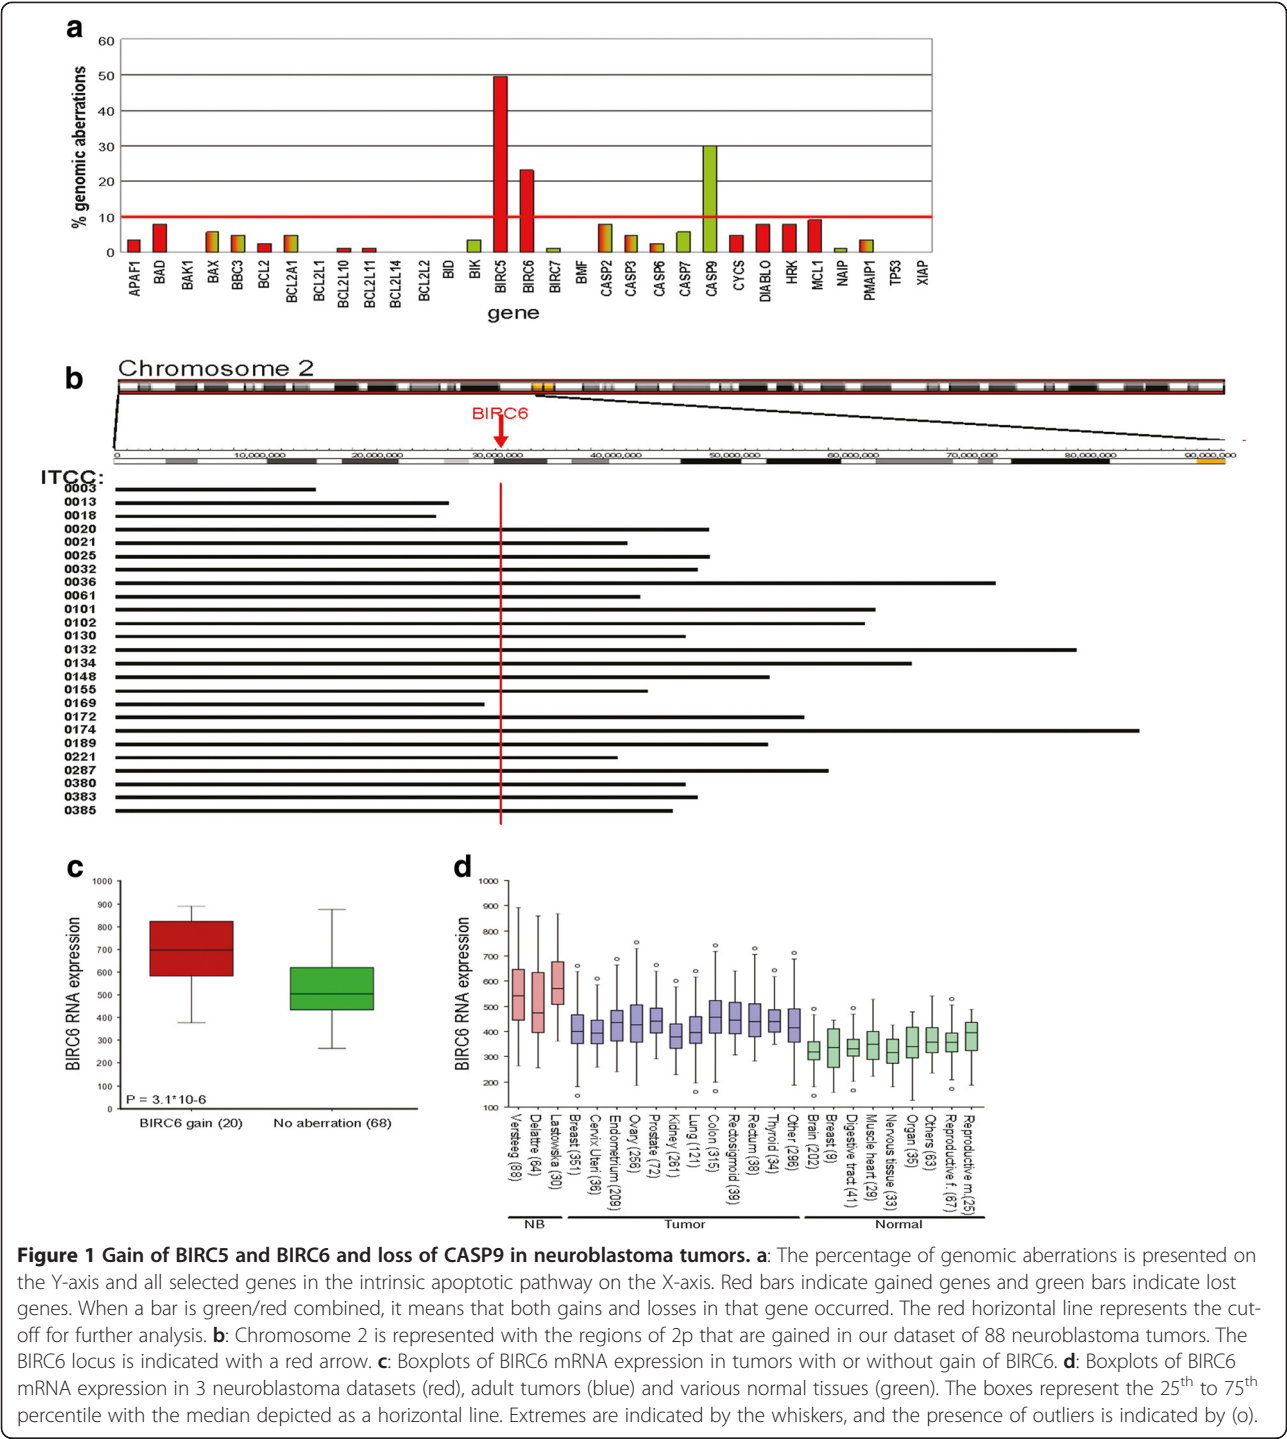 a
60
50
40
30
20
10
0
% genomic aberrations
APAF1
BAD
BAK1
BAX
BBC3
BCL2
BCL2A1
BCL2L1
BCL2L10
BCL2L11
BCL2L14
BCL2L2
BID
BIK
BIRC5
BIRC6
BIRC7
BMF
CASP2
CASP3
CASP6
CASP7
CASP9
CYCS
DIABLO
HRK
MCL1
NAIP
PMAIP1
TP53
XIAP
gene
b
Chromosome 2
BIRC6
10,000,000 20,000,000 30,000,000 40,000,000 50,000,000 60,000,000 70,000,000 80,000,000 90,000,000
ITCC:
0003
0013
0018
0020
0021
0025
0032
0036
0061
0101
0102
0130
0132
0134
0148
0155
0169
0172
0174
0189
0221
0287
0380
0383
0385
c
BIRC6 RNA expression
1000
900
800
700
600
500
400
300
200
100
0
P = 3.1*10-6
BIRC6 gain (20) No aberration (68)
d
BIRC6 RNA expression
1000
900
800
700
600
500
400
300
200
100
Versteeg (88)
Delattre (64)
Lastowska (30)
Breast (351)
Cervix Uteri (36)
Endometrium (209)
Ovary (256)
Prostate (72)
Kidney (261)
Lung (121)
Colon (315)
Rectosigmoid (39)
Rectum (38)
Thyroid (34)
Other (296)
Brain (202)
Breast (9)
Digestive tract (41)
Muscle heart (29)
Nervous tissue (33)
Organ (35)
Others (63)
Reproductive f. (67)
Reproductive m.(25)
NB Tumor Normal
Figure 1 Gain of BIRC5 and BIRC6 and loss of CASP9 in neuroblastoma tumors. a: The percentage of genomic aberrations is presented on
the Y-axis and all selected genes in the intrinsic apoptotic pathway on the X-axis. Red bars indicate gained genes and green bars indicate lost
genes. When a bar is green/red combined, it means that both gains and losses in that gene occurred. The red horizontal line represents the cut-
off for further analysis. b: Chromosome 2 is represented with the regions of 2p that are gained in our dataset of 88 neuroblastoma tumors. The
BIRC6 locus is indicated with a red arrow. c: Boxplots of BIRC6 mRNA expression in tumors with or without gain of BIRC6. d: Boxplots of BIRC6
mRNA expression in 3 neuroblastoma datasets (red), adult tumors (blue) and various normal tissues (green). The boxes represent the 25th to 75th
percentile with the median depicted as a horizontal line. Extremes are indicated by the whiskers, and the presence of outliers is indicated by (o).